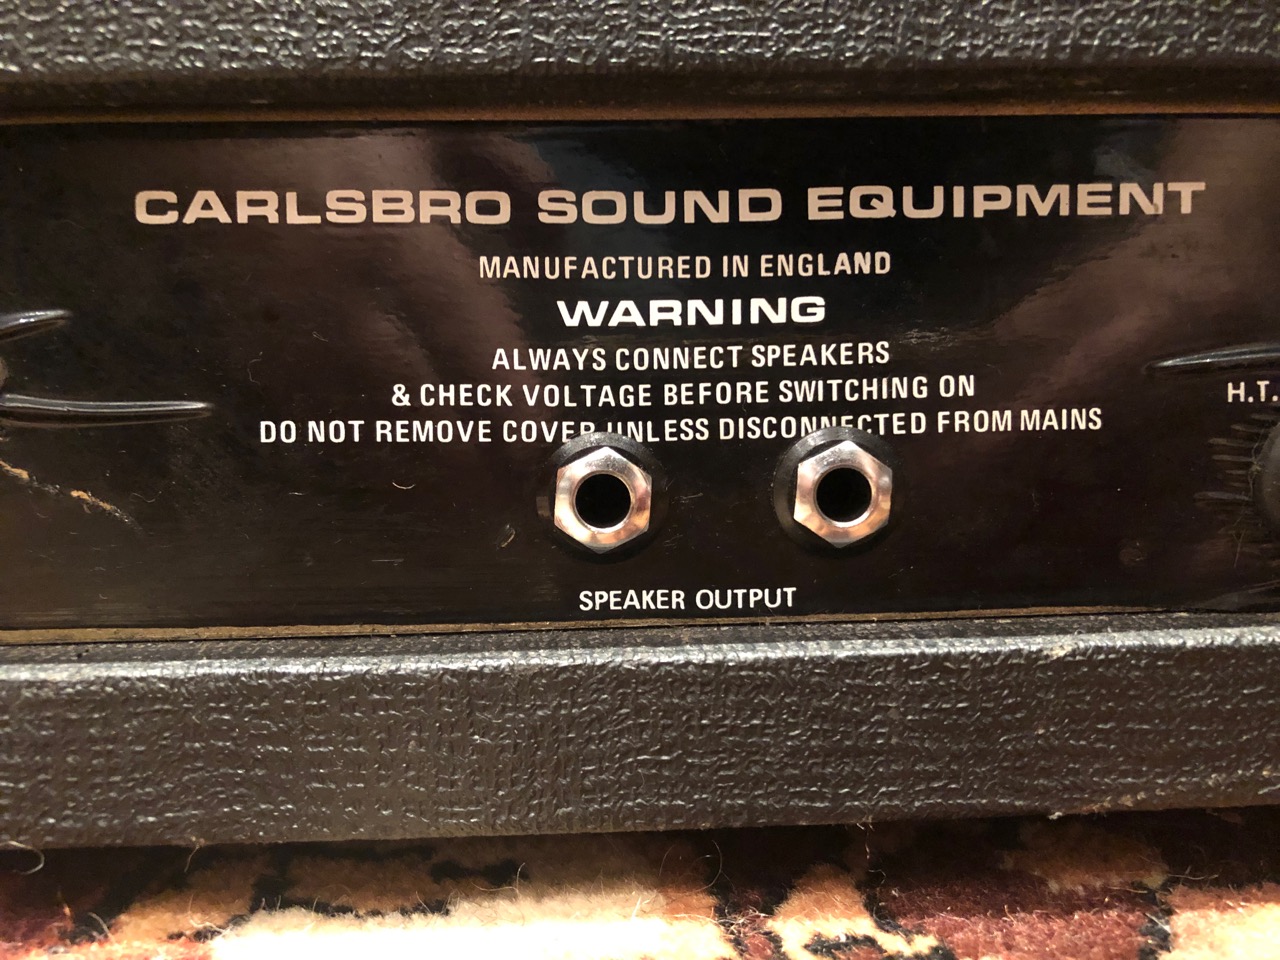 CARLSBRO SOUND EQUIPMENT
MANUFACTURED IN ENGLAND
WARNING
ALWAYS CONNECT SPEAKERS
& CHECK VOLTAGE BEFORE SWITCHING ON
DO NOT REMOVE COVER UNLESS DISCONNECTED FROM MAINS
H.T.
SPEAKER OUTPUT